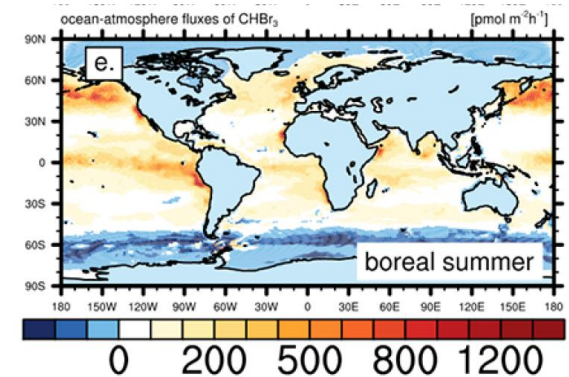 ocean-atmosphere fluxes of CHBr₃ [pmol m⁻²h⁻¹]
90N
e.
60N
30N
0
30S
60S
boreal summer
90S
180 150W 120W 90W 60W 30W 0 30E 60E 90E 120E 150E 180
0 200 500 800 1200